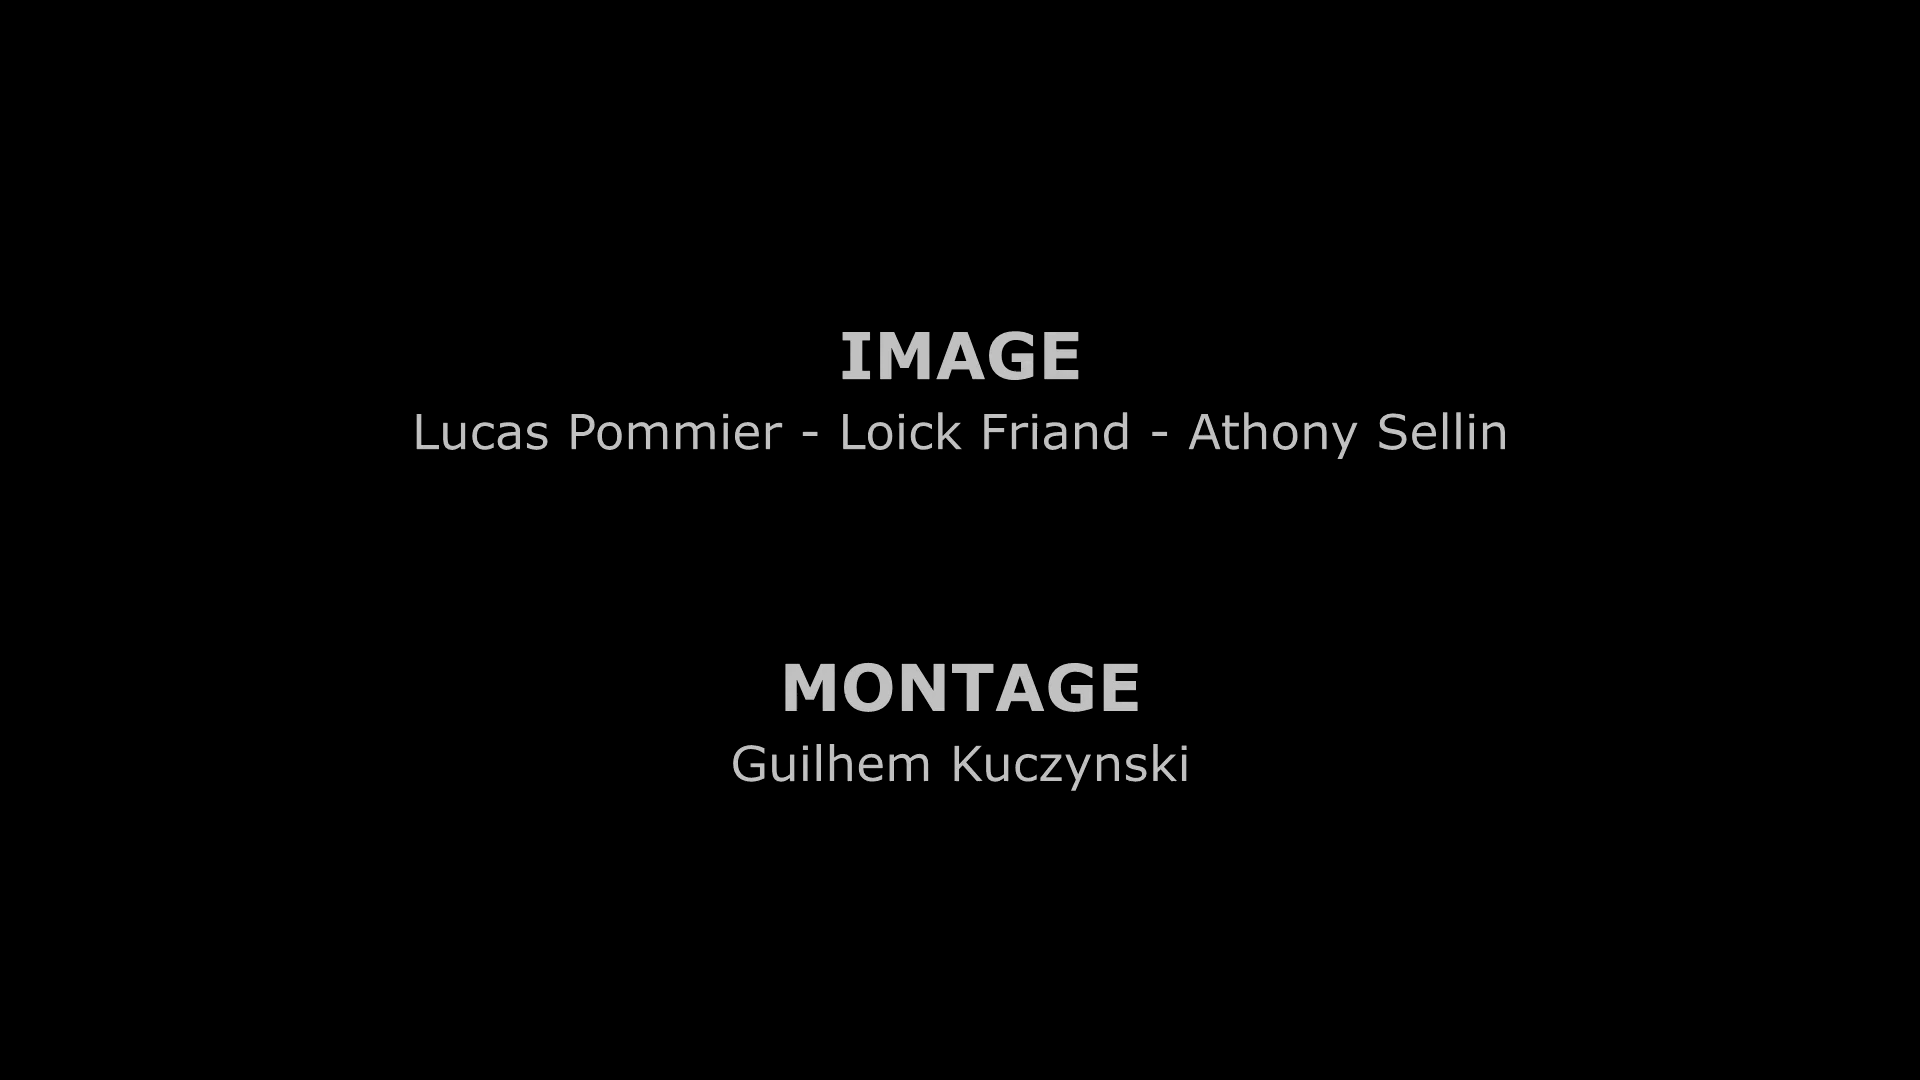 IMAGE
Lucas Pommier - Loick Friand - Athony Sellin
MONTAGE
Guilhem Kuczynski